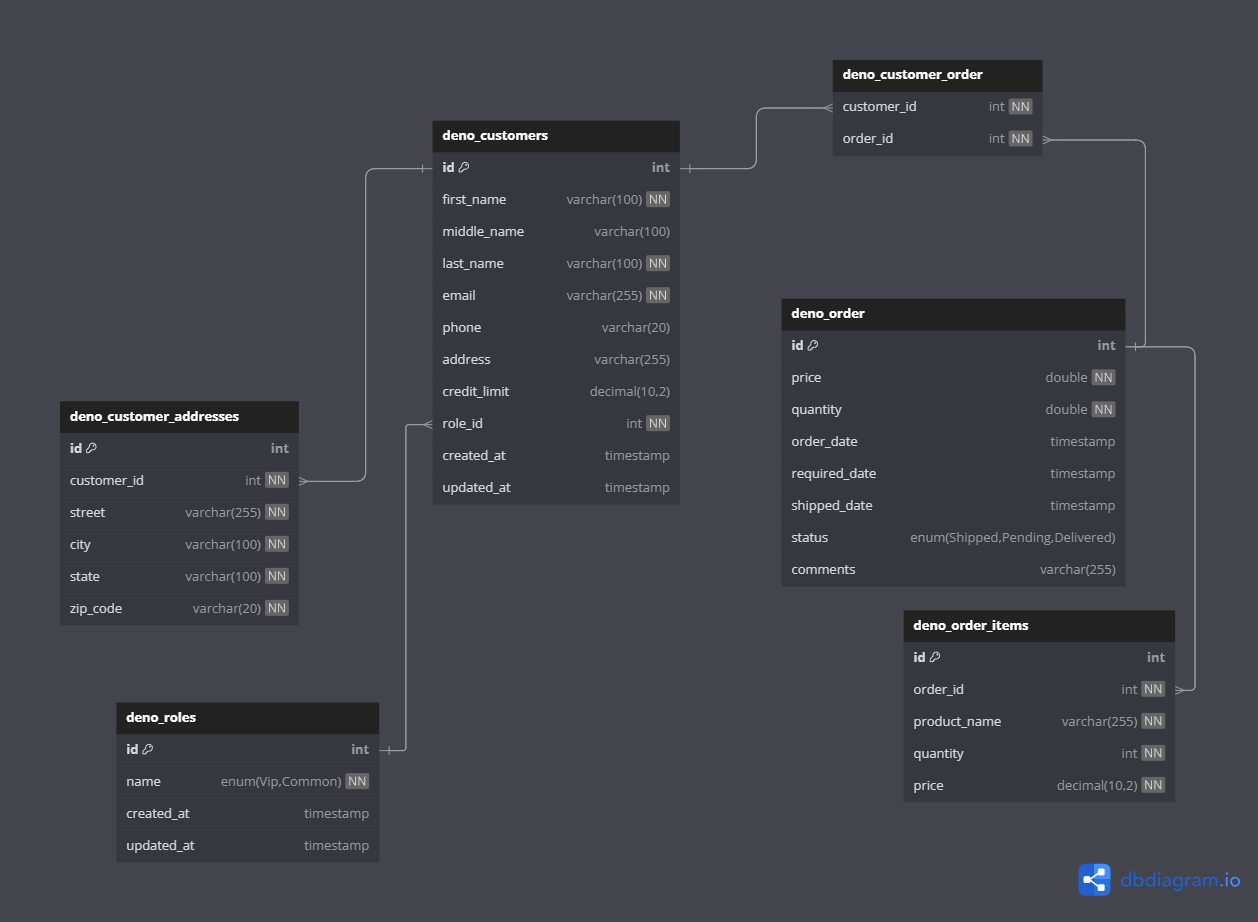 deno_customer_order
customer_id int NN
order_id int NN
deno_customers
id int
first_name varchar(100) NN
middle_name varchar(100)
last_name varchar(100) NN
email varchar(255) NN
phone varchar(20)
address varchar(255)
credit_limit decimal(10,2)
role_id int NN
created_at timestamp
updated_at timestamp
deno_order
id int
price double NN
quantity double NN
order_date timestamp
required_date timestamp
shipped_date timestamp
status enum(Shipped,Pending,Delivered)
comments varchar(255)
deno_customer_addresses
id int
customer_id int NN
street varchar(255) NN
city varchar(100) NN
state varchar(100) NN
zip_code varchar(20) NN
deno_order_items
id int
order_id int NN
product_name varchar(255) NN
quantity int NN
price decimal(10,2) NN
deno_roles
id int
name enum(Vip,Common) NN
created_at timestamp
updated_at timestamp
dbdiagram.io